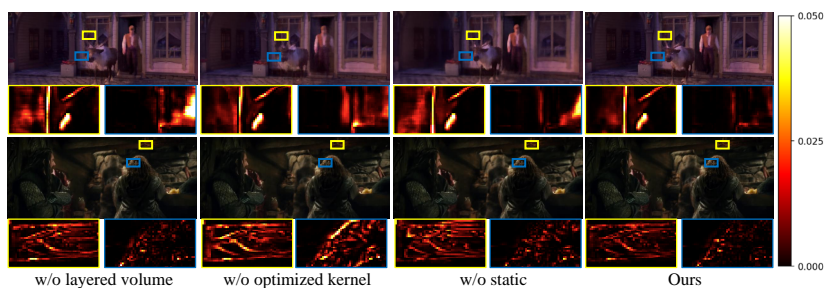 0.050
0.025
0.000
w/o layered volume
w/o optimized kernel
w/o static
Ours